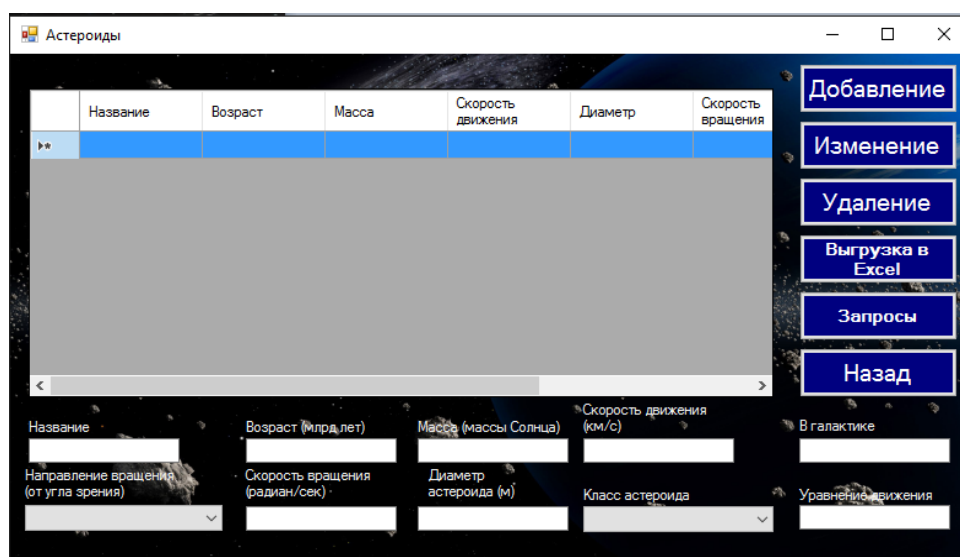 Астероиды
Добавление
Название Возраст Масса Скорость движения Диаметр Скорость вращения
Изменение
Удаление
Выгрузка в
Excel
Запросы
Назад
Название Возраст (млрд лет) Масса (массы Солнца) Скорость движения (км/с) В галактике
Направление вращения (от угла зрения) Скорость вращения (радиан/сек) Диаметр астероида (м) Класс астероида Уравнение движения